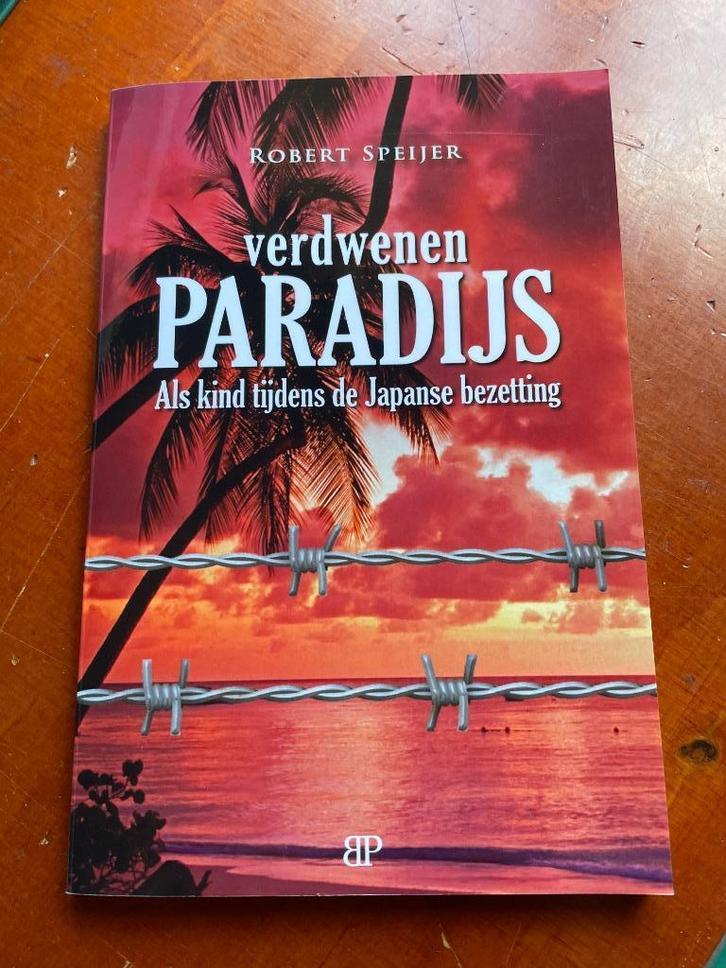 ROBERT SPEIJER
verdwenen
PARADIJS
Als kind tijdens de Japanse bezetting
BP